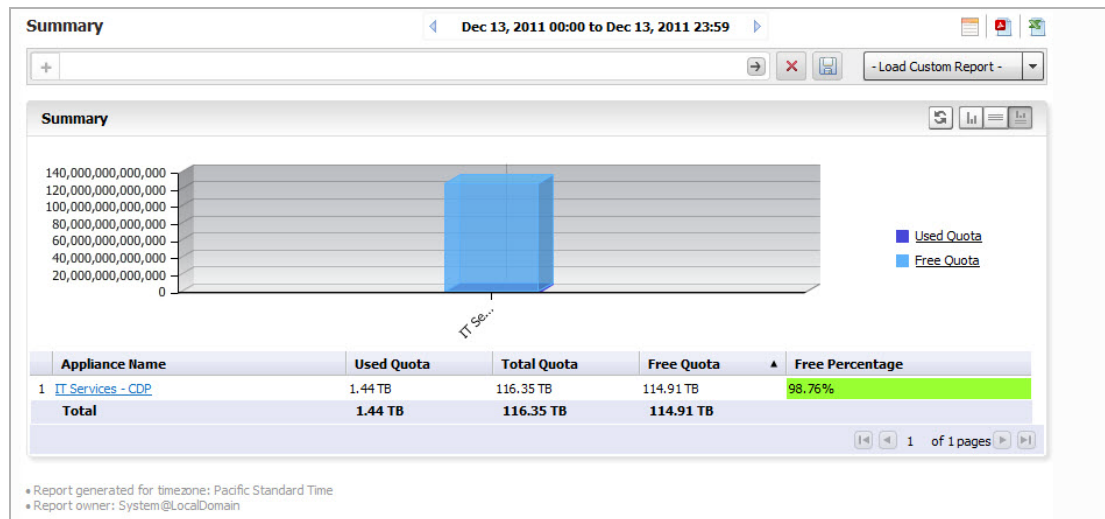 Summary
Dec 13, 2011 00:00 to Dec 13, 2011 23:59
- Load Custom Report -
Summary
140,000,000,000,000
120,000,000,000,000
100,000,000,000,000
80,000,000,000,000
60,000,000,000,000
40,000,000,000,000
20,000,000,000,000
0
IT Se...
Used Quota
Free Quota
Appliance Name Used Quota Total Quota Free Quota Free Percentage
1 IT Services - CDP 1.44 TB 116.35 TB 114.91 TB 98.76%
Total 1.44 TB 116.35 TB 114.91 TB
1 of 1 pages
Report generated for timezone: Pacific Standard Time
Report owner: System@LocalDomain